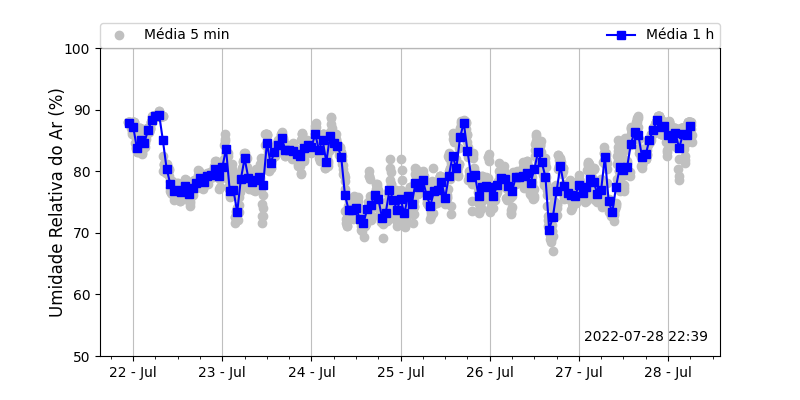 Média 5 min Média 1 h
Umidade Relativa do Ar (%)
100
90
80
70
60
50
2022-07-28 22:39
22 - Jul 23 - Jul 24 - Jul 25 - Jul 26 - Jul 27 - Jul 28 - Jul